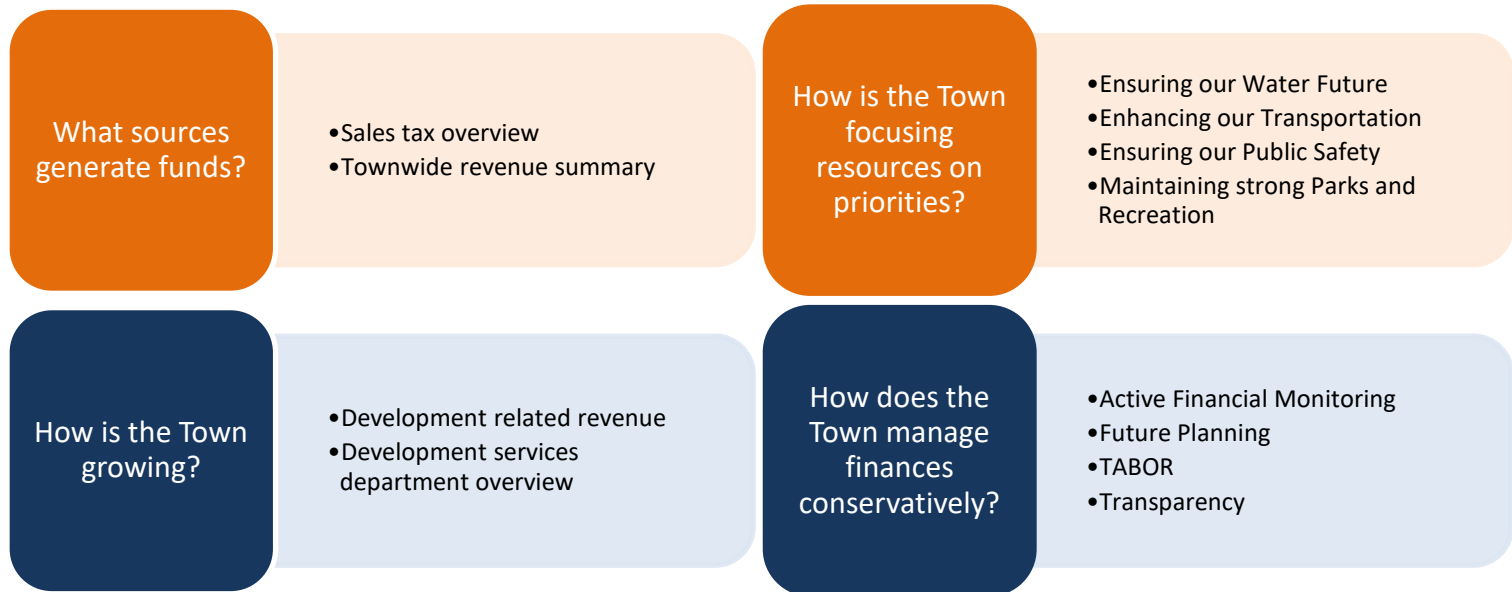 What sources
generate funds?
•Sales tax overview
•Townwide revenue summary
How is the Town
focusing
resources on
priorities?
•Ensuring our Water Future
•Enhancing our Transportation
•Ensuring our Public Safety
•Maintaining strong Parks and
Recreation
How is the Town
growing?
•Development related revenue
•Development services
department overview
How does the
Town manage
finances
conservatively?
•Active Financial Monitoring
•Future Planning
•TABOR
•Transparency